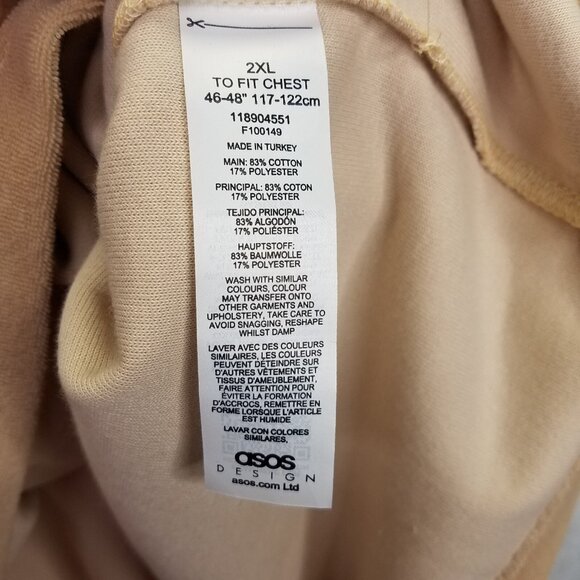 2XL
TO FIT CHEST
46-48" 117-122cm
118904551
F100149
MADE IN TURKEY
MAIN: 83% COTTON
17% POLYESTER
PRINCIPAL: 83% COTON
17% POLYESTER
TEJIDO PRINCIPAL:
83% ALGODÓN
17% POLIÉSTER
HAUPTSTOFF:
83% BAUMWOLLE
17% POLYESTER
WASH WITH SIMILAR
COLOURS, COLOUR
MAY TRANSFER ONTO
OTHER GARMENTS AND
UPHOLSTERY, TAKE CARE TO
AVOID SNAGGING, RESHAPE
WHILST DAMP
LAVER AVEC DES COULEURS
SIMILAIRES, LES COULEURS
PEUVENT DÉTEINDRE SUR
D'AUTRES VÊTEMENTS ET
TISSUS D'AMEUBLEMENT,
FAIRE ATTENTION POUR
ÉVITER LA FORMATION
D'ACCROCS, REMETTRE EN
FORME LORSQUE L'ARTICLE
EST HUMIDE
LAVAR CON COLORES
SIMILARES,
asos
DESIGN
asos.com Ltd